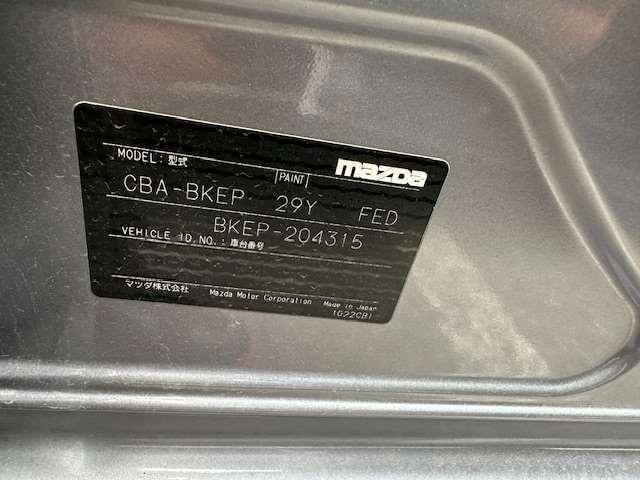 MODEL: 型式 PAINT mazda
CBA-BKEP 29Y FED
VEHICLE ID.NO.: 車台番号 BKEP-204315
マツダ株式会社 Mazda Motor Corporation Made in Japan
1022CB1